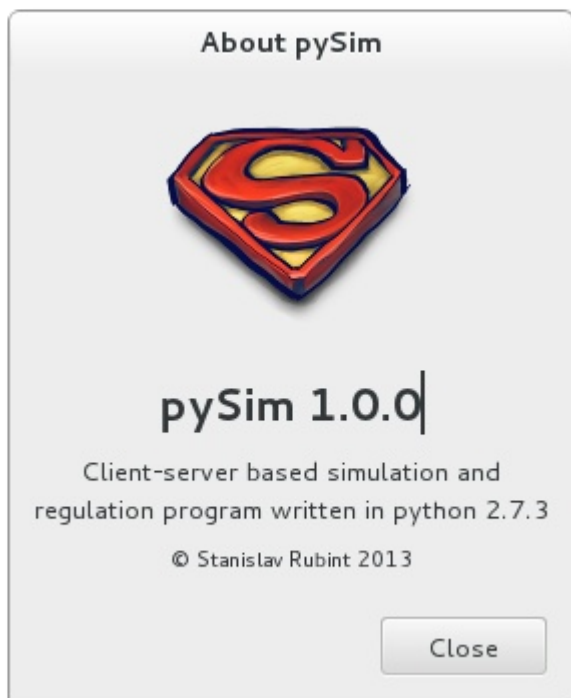 About pySim
S
pySim 1.0.0
Client-server based simulation and
regulation program written in python 2.7.3
© Stanislav Rubint 2013
Close